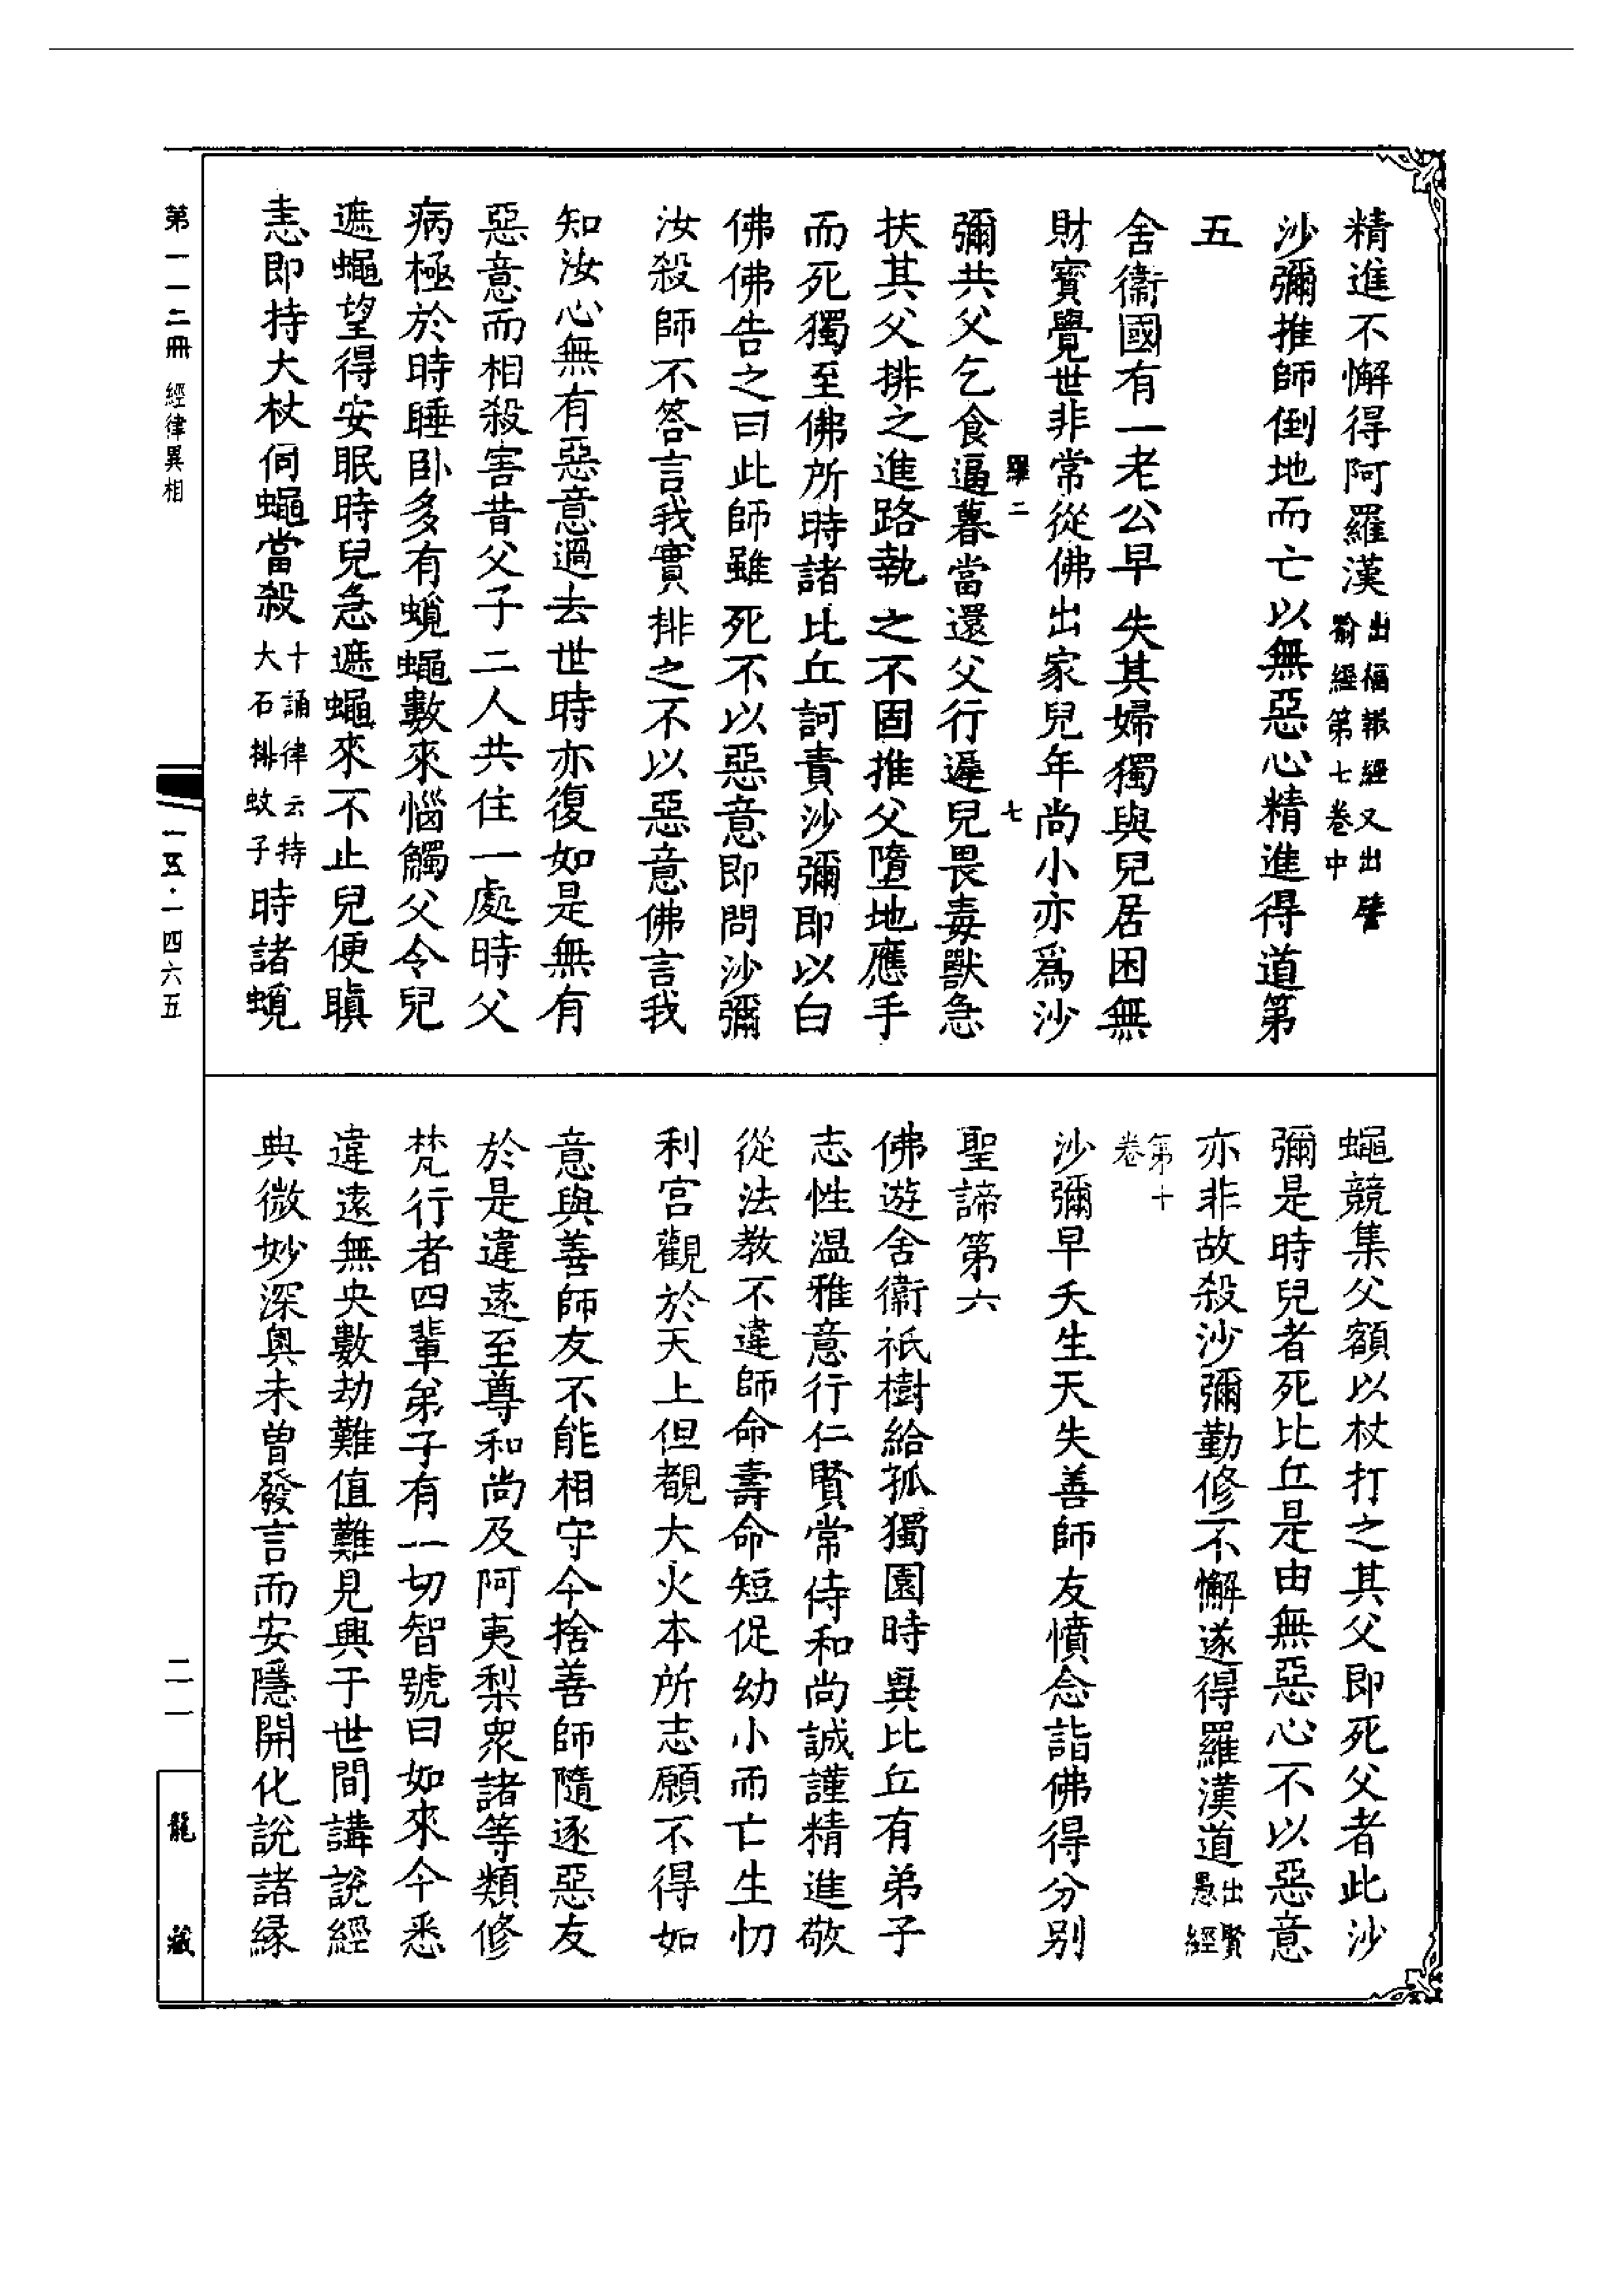 精進不懈得阿羅漢出福報經又出譬喻經第七卷中
沙彌推師倒地而亡以無惡心精進得道第
五
舍衛國有一老公早失其婦獨與兒居困無
財寳覺世非常從佛出家兒年尚小亦爲沙
羅二 七
彌共父乞食逼暮當還父行遲兒畏毒獸急
扶其父排之進路執之不固推父墮地應手
而死獨至佛所時諸比丘訶責沙彌即以白
佛佛告之曰此師雖死不以惡意即問沙彌
汝殺師不答言我實排之不以惡意佛言我
知汝心無有惡意過去世時亦復如是無有
惡意而相殺害昔父子二人共住一處時父
病極於時睡卧多有蟁蠅數來惱觸父令兒
遮蠅望得安眠時兒急遮蠅來不止兒便瞋
恚即持大杖伺蠅當殺十誦律云持大石排蚊子時諸蟁
蠅競集父額以杖打之其父即死父者此沙
彌是時兒者死比丘是由無惡心不以惡意
亦非故殺沙彌勤修不懈遂得羅漢道出賢愚經
第十卷
沙彌早夭生天失善師友憤念詣佛得分别
聖諦第六
佛遊舍衛祇樹給孤獨園時異比丘有弟子
志性溫雅意行仁賢常侍和尚誠謹精進敬
從法教不違師命壽命短促幼小而亡生忉
利宮觀於天上但覩大火本所志願不得如
意與善師友不能相守今捨善師隨逐惡友
於是違遠至尊和尚及阿夷梨衆諸等類修
梵行者四輩弟子有一切智號曰如來今悉
違遠無央數劫難值難見興于世間講説經
典微妙深奥未曽發言而安隱開化説諸縁
第一一二冊 經律異相
一五·一四六五
二一
龍藏